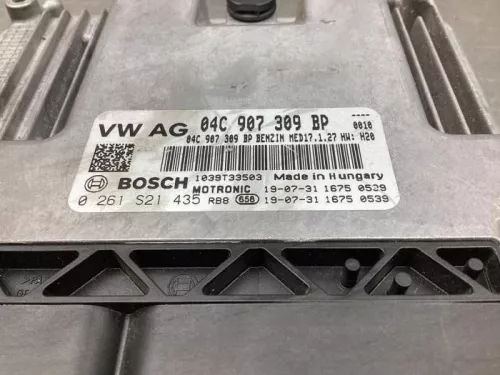 VW AG 04C 907 309 BP ----
04C 907 309 BP BENZIN MED17.1.27 HW: H20 0010
BOSCH 1039T33503 Made in Hungary
MOTRONIC 19-07-31 1675 0539
0 261 S21 435 RB8 658 19-07-31 1675 0539